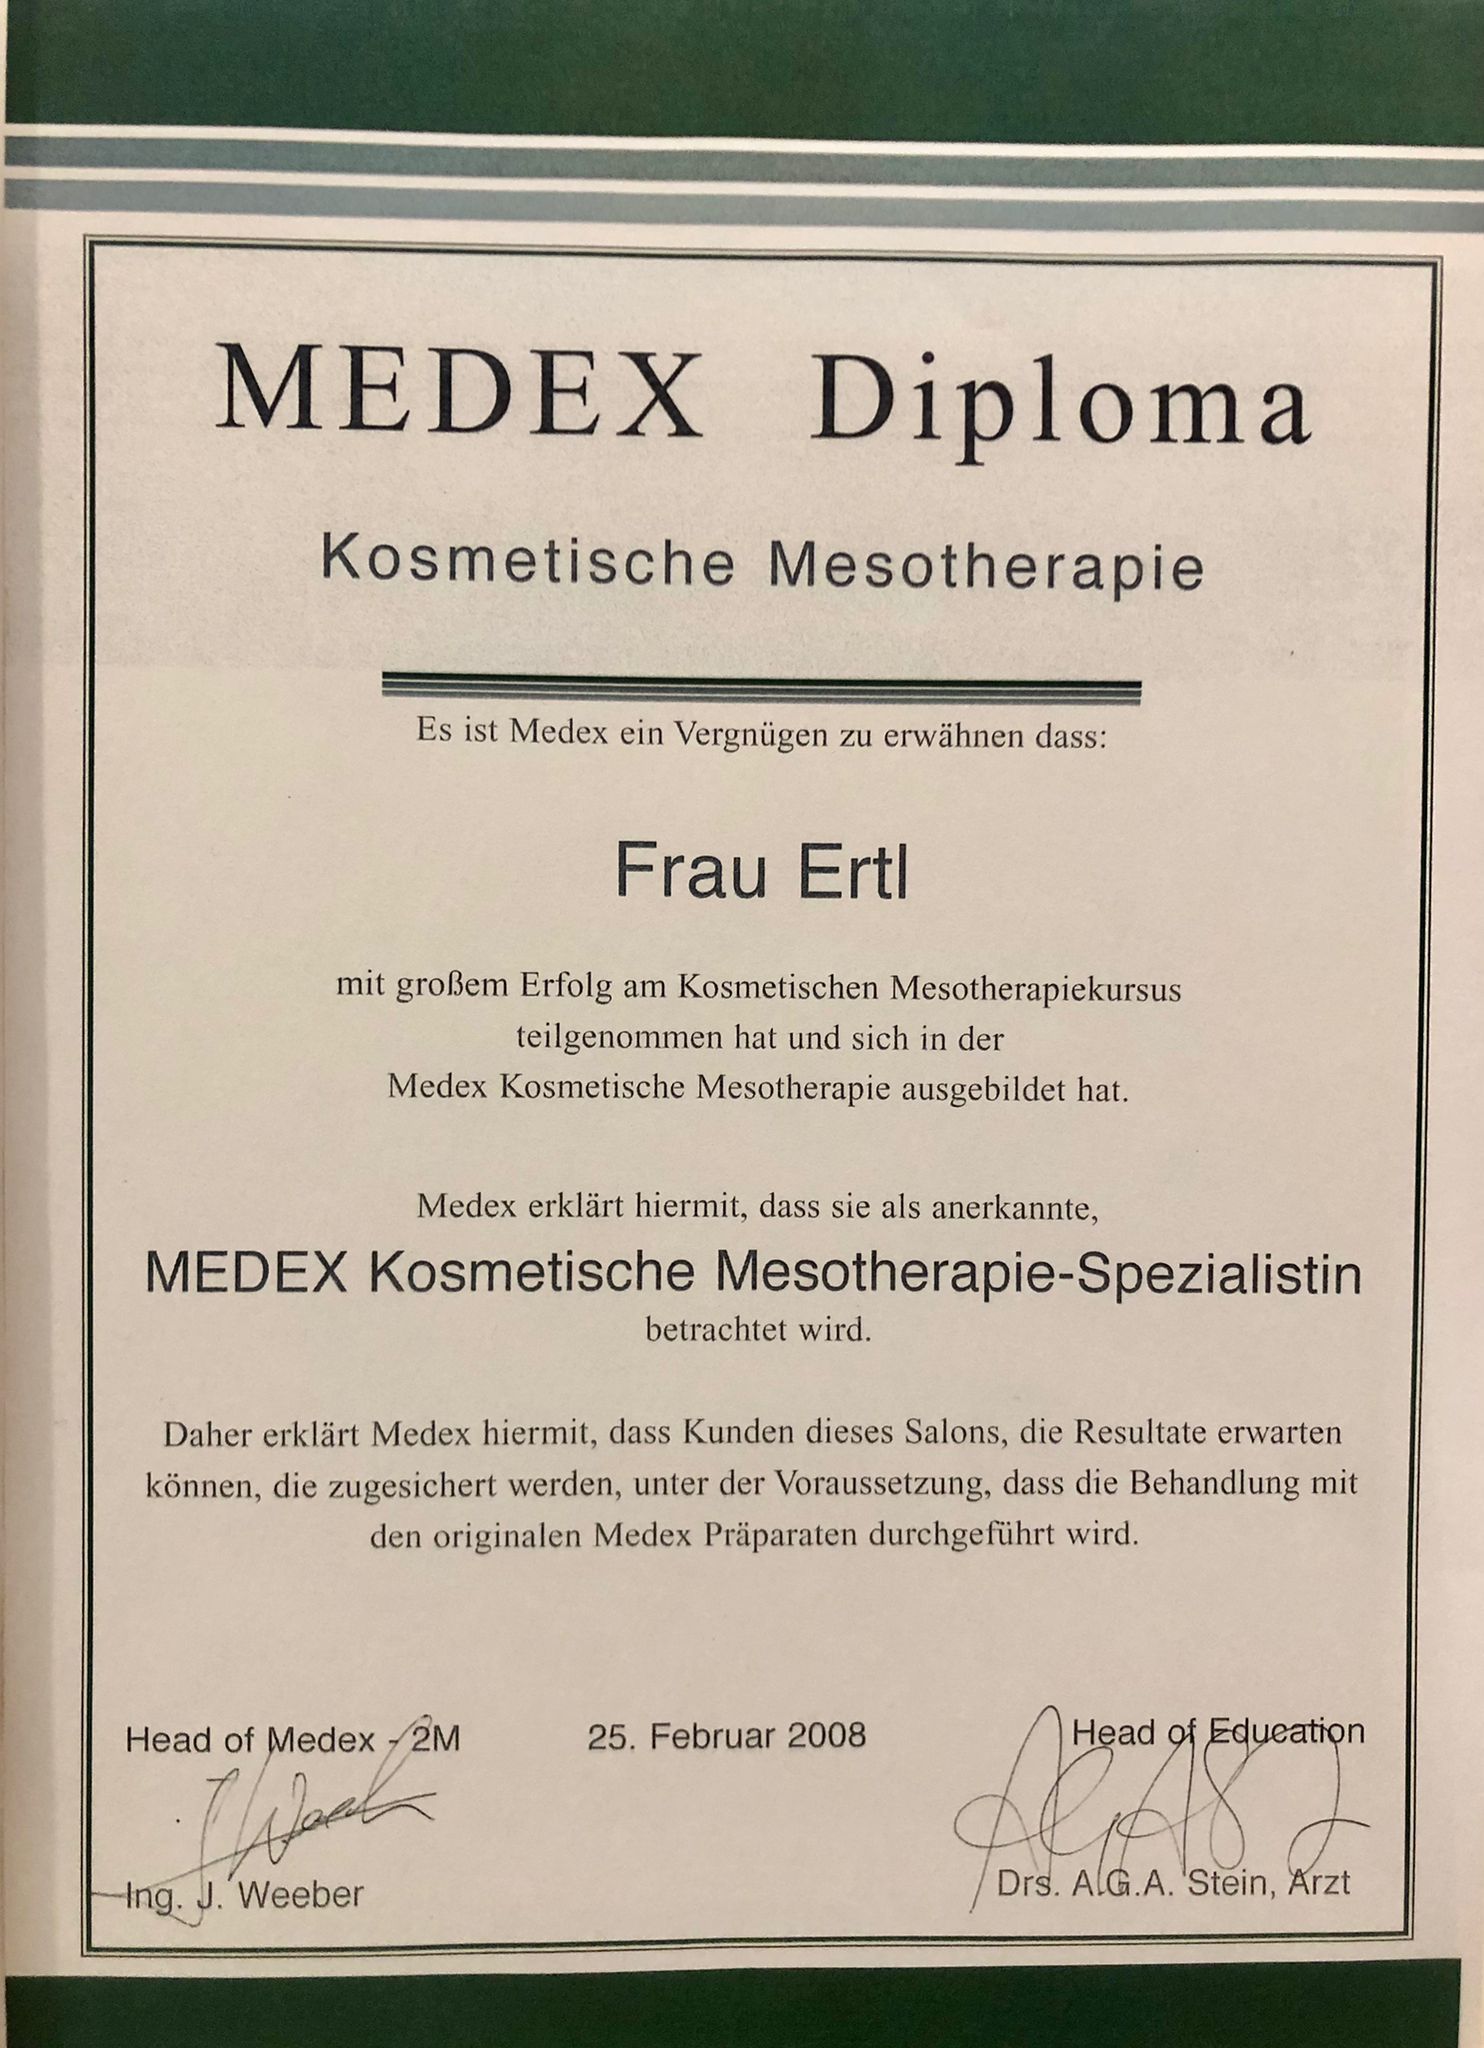 MEDEX Diploma
Kosmetische Mesotherapie
Es ist Medex ein Vergnügen zu erwähnen dass:
Frau Ertl
mit großem Erfolg am Kosmetischen Mesotherapiekursus
teilgenommen hat und sich in der
Medex Kosmetische Mesotherapie ausgebildet hat.
Medex erklärt hiermit, dass sie als anerkannte,
MEDEX Kosmetische Mesotherapie-Spezialistin
betrachtet wird.
Daher erklärt Medex hiermit, dass Kunden dieses Salons, die Resultate erwarten
können, die zugesichert werden, unter der Voraussetzung, dass die Behandlung mit
den originalen Medex Präparaten durchgeführt wird.
Head of Medex - 2M 25. Februar 2008 Head of Education
Ing. J. Weeber Drs. A.G.A. Stein, Arzt